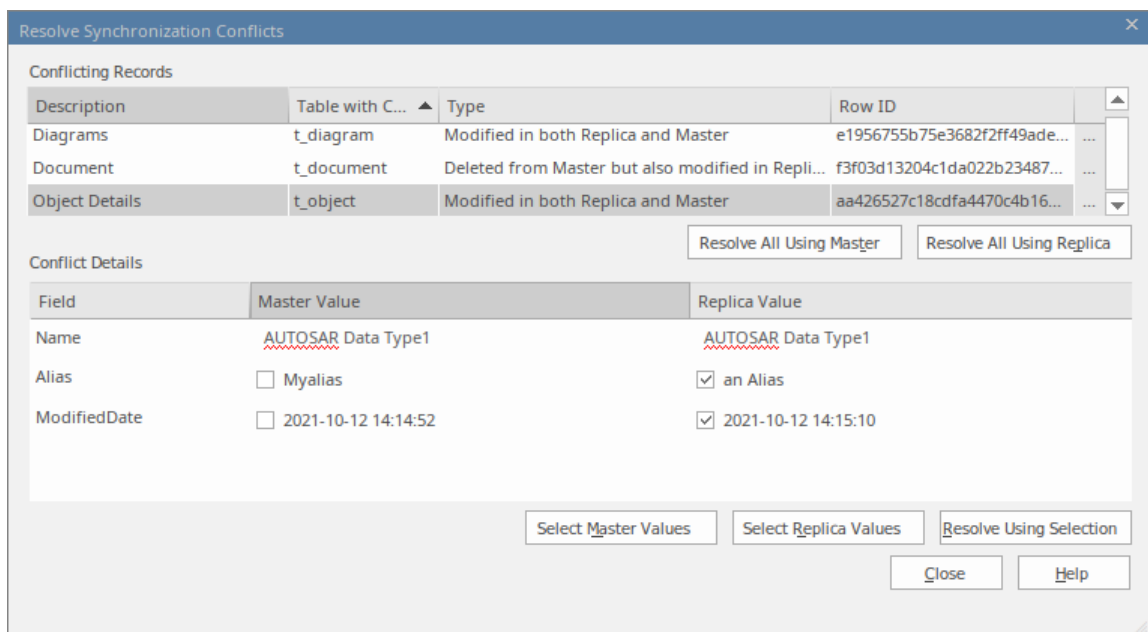 Resolve Synchronization Conflicts
Conflicting Records
Description Table with C... Type Row ID
Diagrams t_diagram Modified in both Replica and Master e1956755b75e3682f2ff49ade... ...
Document t_document Deleted from Master but also modified in Repli... f3f03d13204c1da022b23487... ...
Object Details t_object Modified in both Replica and Master aa426527c18cdfa4470c4b16... ...
Resolve All Using Master Resolve All Using Replica
Conflict Details
Field Master Value Replica Value
Name AUTOSAR Data Type1 AUTOSAR Data Type1
Alias Myalias an Alias
ModifiedDate 2021-10-12 14:14:52 2021-10-12 14:15:10
Select Master Values Select Replica Values Resolve Using Selection
Close Help